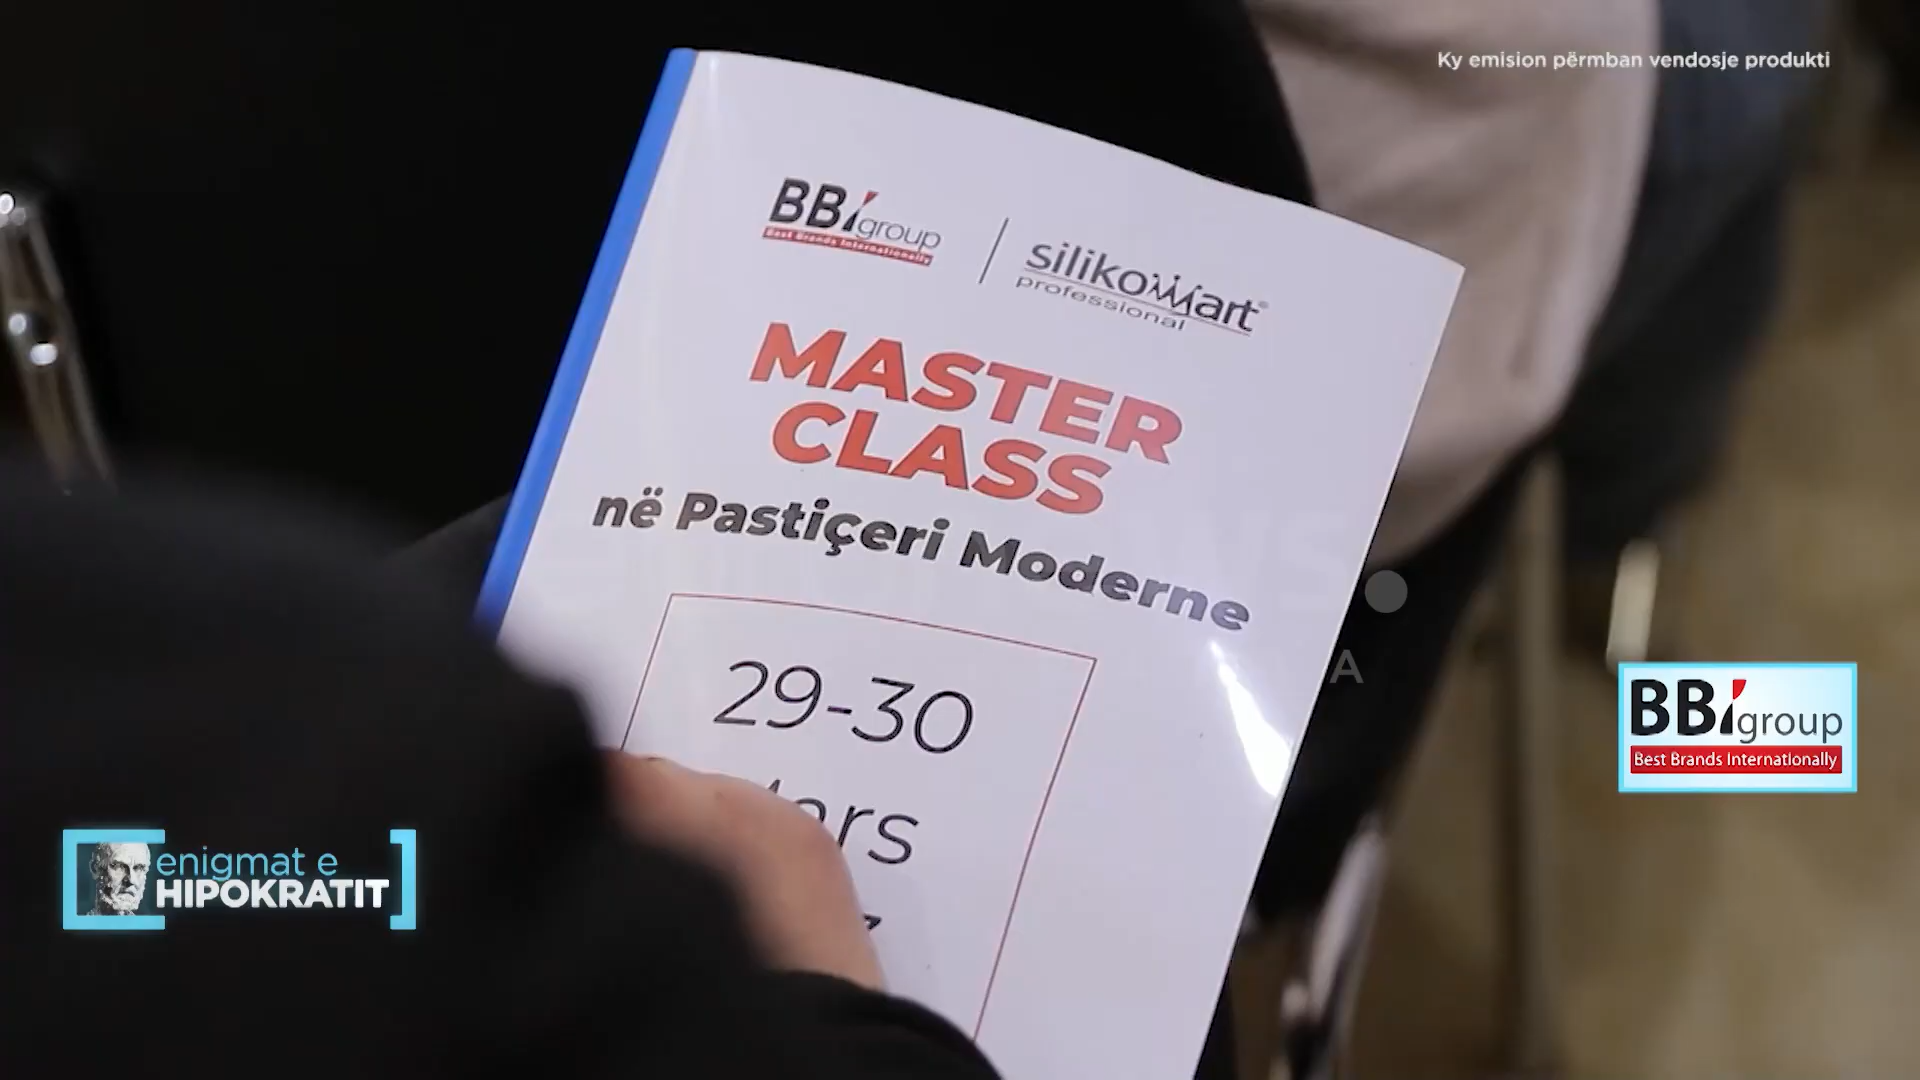 Ky emision përmban vendosje produkti
BBi group
Best Brands Internationally
silikomart®
professional
MASTER
CLASS
në Pastiçeri Moderne
29-30
A
BBi group
Best Brands Internationally
enigmat e
HIPOKRATIT